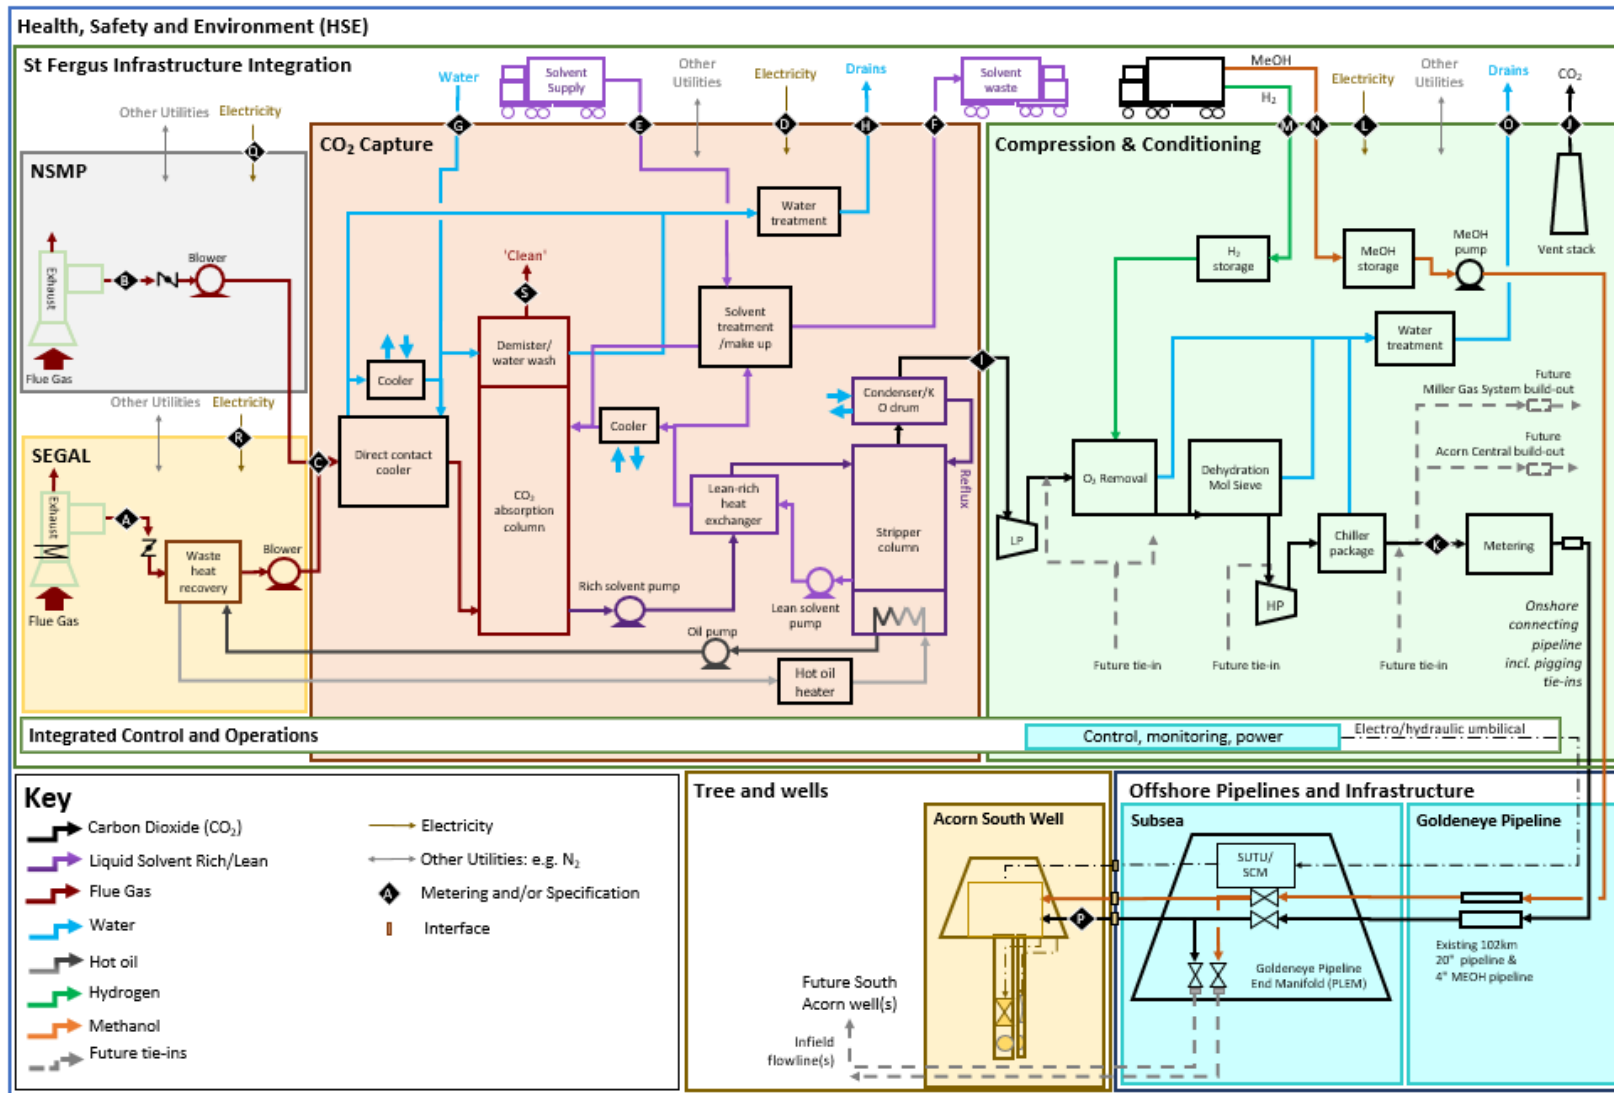 Health, Safety and Environment (HSE)
St Fergus Infrastructure Integration
Other Utilities
Electricity
Q
NSMP
Exhaust
B
Blower
Flue Gas
Other Utilities
Electricity
R
SEGAL
Exhaust
A
Waste
heat
recovery
Blower
Flue Gas
C
Water
G
Solvent
Supply
E
Other
Utilities
Electricity
D
Drains
H
F
Solvent
waste
CO₂ Capture
Water
treatment
'Clean'
S
Demister/
water wash
Solvent
treatment
/make up
Cooler
Cooler
Direct contact
cooler
CO₂
absorption
column
Condenser/K
O drum
Reflux
Lean-rich
heat
exchanger
Stripper
column
Rich solvent pump
Lean solvent
pump
Oil pump
Hot oil
heater
I
MeOH
H₂
M
N
Electricity
L
Other
Utilities
Drains
O
CO₂
J
Compression & Conditioning
Vent stack
H₂
storage
MeOH
storage
MeOH
pump
Water
treatment
Future
Miller Gas System build-out
Future
Acorn Central build-out
O₂ Removal
Dehydration
Mol Sieve
LP
HP
Chiller
package
K
Metering
Future tie-in
Future tie-in
Future tie-in
Onshore
connecting
pipeline
incl. pigging
tie-ins
Integrated Control and Operations
Control, monitoring, power
Electro/hydraulic umbilical
Key
Carbon Dioxide (CO₂)
Liquid Solvent Rich/Lean
Flue Gas
Water
Hot oil
Hydrogen
Methanol
Future tie-ins
Electricity
Other Utilities: e.g. N₂
A
Metering and/or Specification
Interface
Tree and wells
Acorn South Well
P
Future South
Acorn well(s)
Infield
flowline(s)
Offshore Pipelines and Infrastructure
Subsea
SUTU/
SCM
Goldeneye Pipeline
End Manifold (PLEM)
Goldeneye Pipeline
Existing 102km
20" pipeline &
4" MEOH pipeline